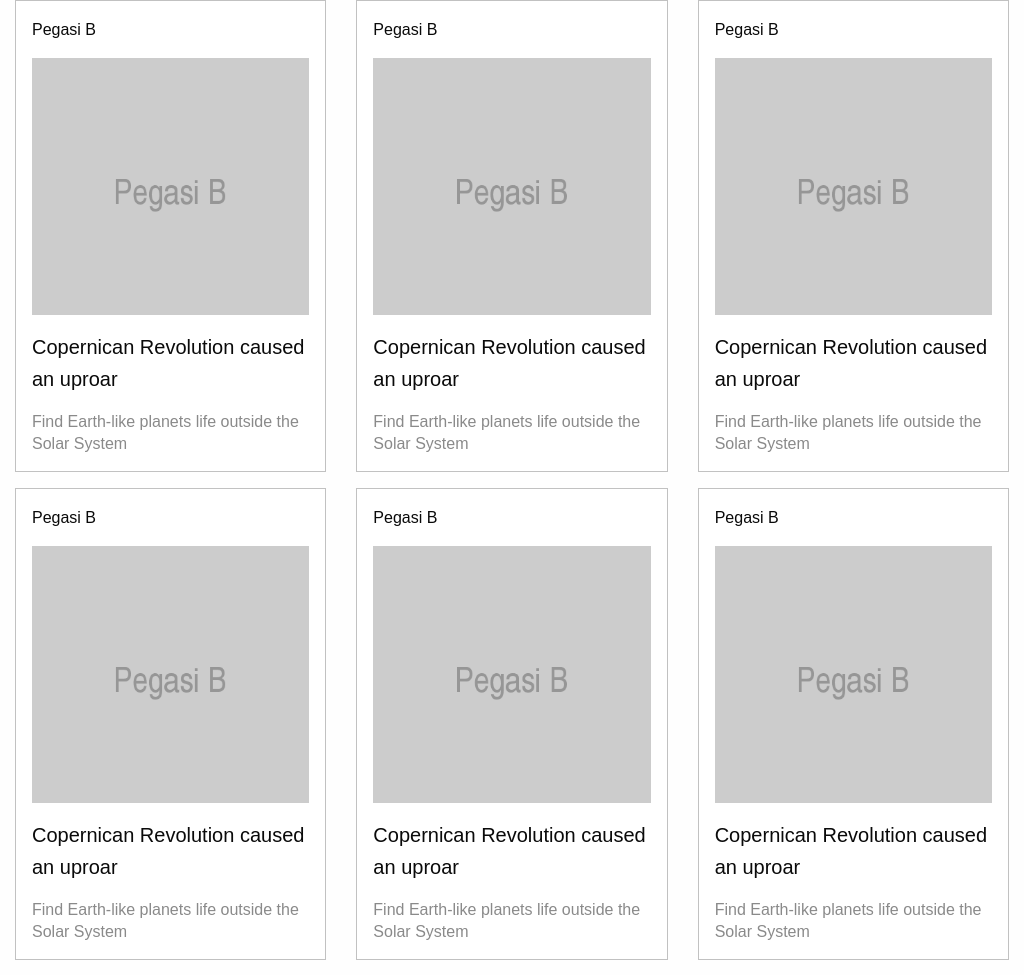 Pegasi B
Pegasi B
Copernican Revolution caused
an uproar
Find Earth-like planets life outside the
Solar System
Pegasi B
Pegasi B
Copernican Revolution caused
an uproar
Find Earth-like planets life outside the
Solar System
Pegasi B
Pegasi B
Copernican Revolution caused
an uproar
Find Earth-like planets life outside the
Solar System
Pegasi B
Pegasi B
Copernican Revolution caused
an uproar
Find Earth-like planets life outside the
Solar System
Pegasi B
Pegasi B
Copernican Revolution caused
an uproar
Find Earth-like planets life outside the
Solar System
Pegasi B
Pegasi B
Copernican Revolution caused
an uproar
Find Earth-like planets life outside the
Solar System